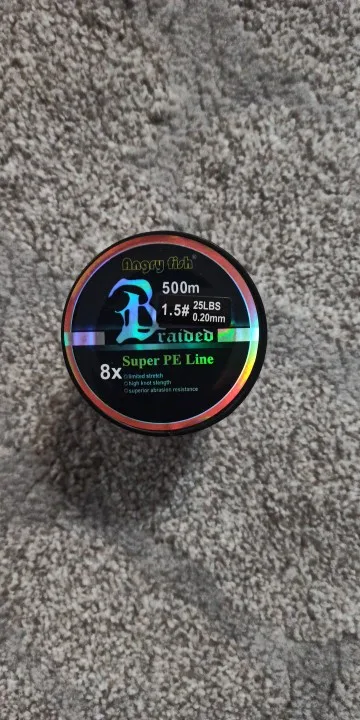 Angry fish®
500m
1.5# 25LBS
0.20mm
Braided
Super PE Line
8x
limited stretch
high knot slength
superior abrasion resistance